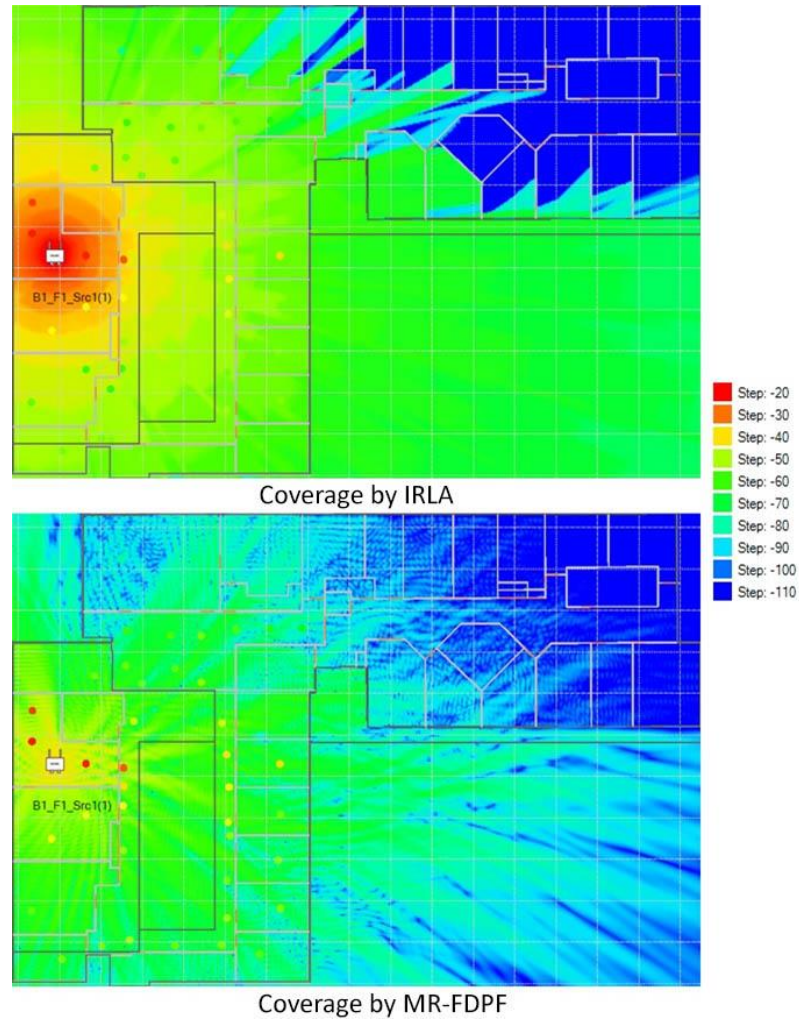 B1_F1_Src1(1)
Coverage by IRLA
Step: -20
Step: -30
Step: -40
Step: -50
Step: -60
Step: -70
Step: -80
Step: -90
Step: -100
Step: -110
B1_F1_Src1(1)
Coverage by MR-FDPF